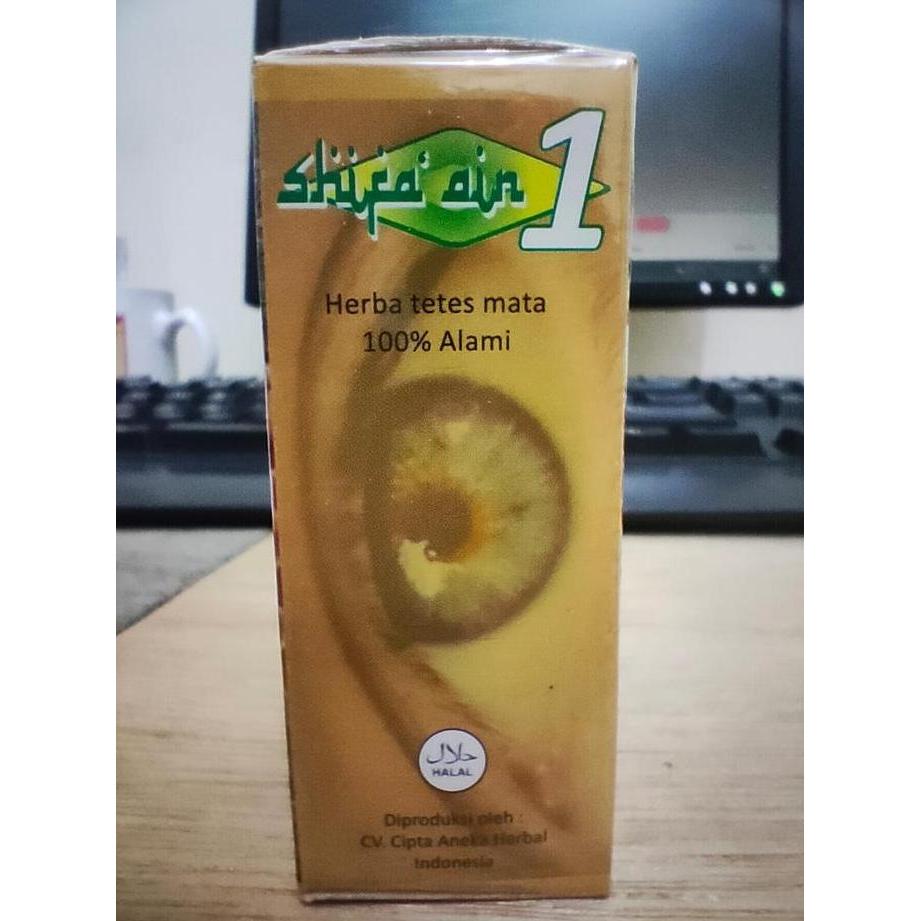 shifa' ain 1
Herba tetes mata
100% Alami
حلال
HALAL
Diproduksi oleh :
CV. Cipta Aneka Herbal
Indonesia